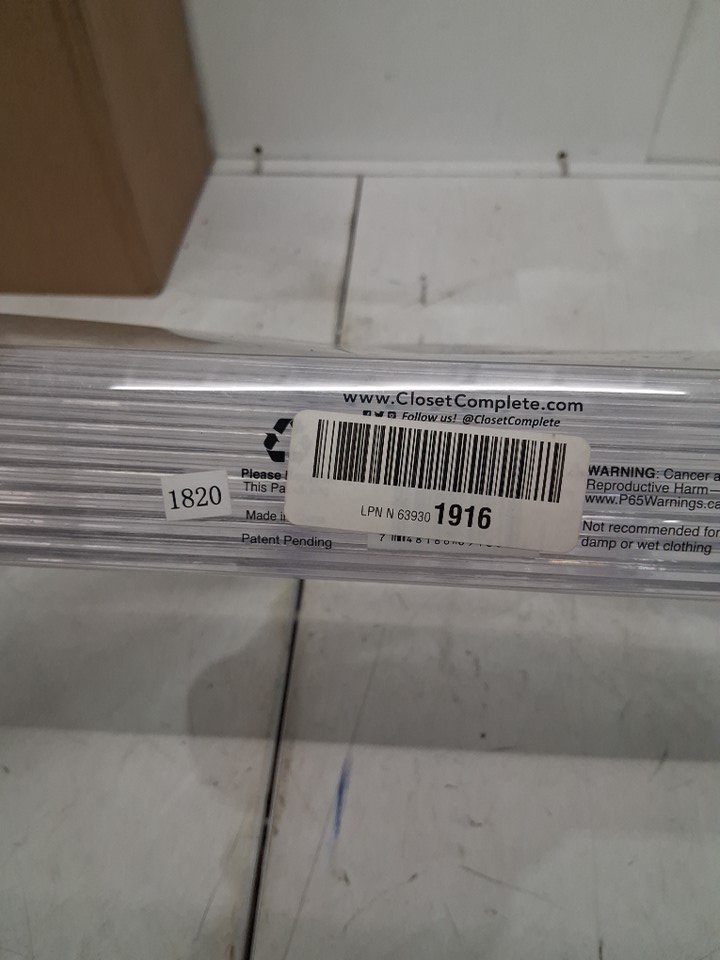 www.ClosetComplete.com
Follow us! @ClosetComplete
Please
This Pa
Made i
Patent Pending
1820
LPN N 63930 1916
WARNING: Cancer a
Reproductive Harm—
www.P65Warnings.ca
Not recommended for
damp or wet clothing